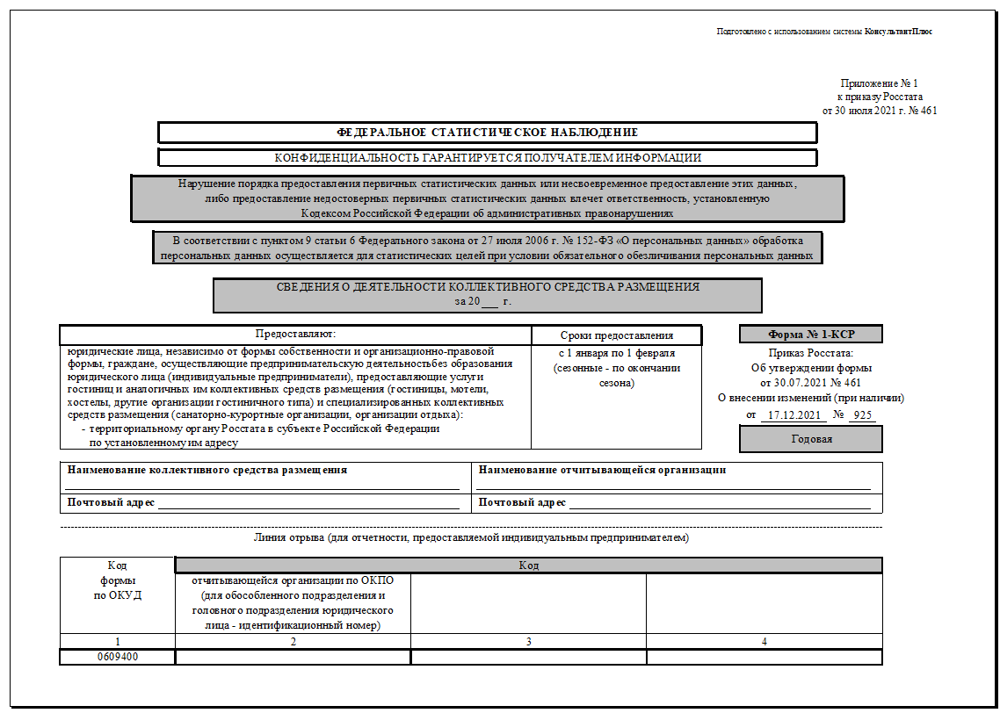 Подготовлено с использованием системы КонсультантПлюс
Приложение № 1
к приказу Росстата
от 30 июля 2021 г. № 461
ФЕДЕРАЛЬНОЕ СТАТИСТИЧЕСКОЕ НАБЛЮДЕНИЕ
КОНФИДЕНЦИАЛЬНОСТЬ ГАРАНТИРУЕТСЯ ПОЛУЧАТЕЛЕМ ИНФОРМАЦИИ
Нарушение порядка предоставления первичных статистических данных или несвоевременное предоставление этих данных,
либо предоставление недостоверных первичных статистических данных влечет ответственность, установленную
Кодексом Российской Федерации об административных правонарушениях
В соответствии с пунктом 9 статьи 6 Федерального закона от 27 июля 2006 г. № 152-ФЗ «О персональных данных» обработка
персональных данных осуществляется для статистических целей при условии обязательного обезличивания персональных данных
СВЕДЕНИЯ О ДЕЯТЕЛЬНОСТИ КОЛЛЕКТИВНОГО СРЕДСТВА РАЗМЕЩЕНИЯ
за 20___ г.
Предоставляют:
Сроки предоставления
юридические лица, независимо от формы собственности и организационно-правовой
формы, граждане, осуществляющие предпринимательскую деятельностьбез образования
юридического лица (индивидуальные предприниматели), предоставляющие услуги
гостиниц и аналогичных им коллективных средств размещения (гостиницы, мотели,
хостелы, другие организации гостиничного типа) и специализированных коллективных
средств размещения (санаторно-курортные организации, организации отдыха):
- территориальному органу Росстата в субъекте Российской Федерации
по установленному им адресу
с 1 января по 1 февраля
(сезонные - по окончании
сезона)
Форма № 1-КСР
Приказ Росстата:
Об утверждении формы
от 30.07.2021 № 461
О внесении изменений (при наличии)
от 17.12.2021 № 925
Годовая
Наименование коллективного средства размещения
Наименование отчитывающейся организации
Почтовый адрес
Почтовый адрес
Линия отрыва (для отчетности, предоставляемой индивидуальным предпринимателем)
Код
формы
по ОКУД
Код
отчитывающейся организации по ОКПО
(для обособленного подразделения и
головного подразделения юридического
лица - идентификационный номер)
1 2 3 4
0609400